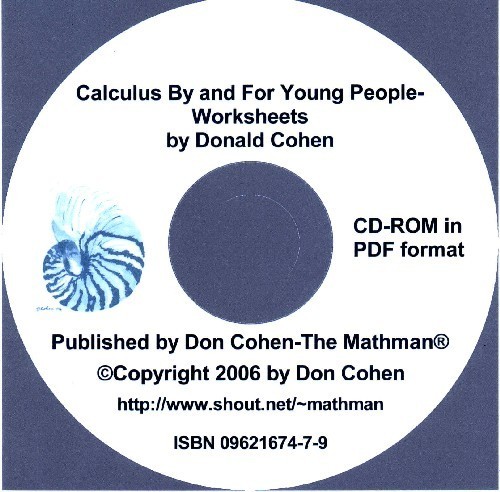 Calculus By and For Young People-
Worksheets
by Donald Cohen
CD-ROM in
PDF format
Published by Don Cohen-The Mathman®
©Copyright 2006 by Don Cohen
http://www.shout.net/~mathman
ISBN 09621674-7-9